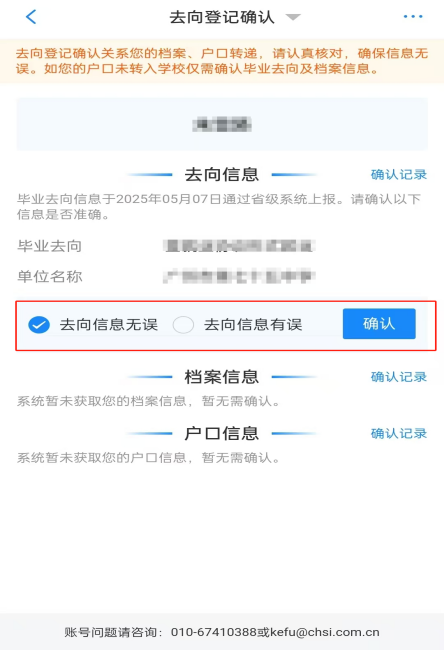 去向登记确认
去向登记确认关系您的档案、户口转递，请认真核对，确保信息无
误。如您的户口未转入学校仅需确认毕业去向及档案信息。
去向信息 确认记录
毕业去向信息于2025年05月07日通过省级系统上报。请确认以下
信息是否准确。
毕业去向
单位名称
去向信息无误 去向信息有误 确认
档案信息 确认记录
系统暂未获取您的档案信息，暂无需确认。
户口信息 确认记录
系统暂未获取您的户口信息，暂无需确认。
账号问题请咨询：010-67410388或kefu@chsi.com.cn